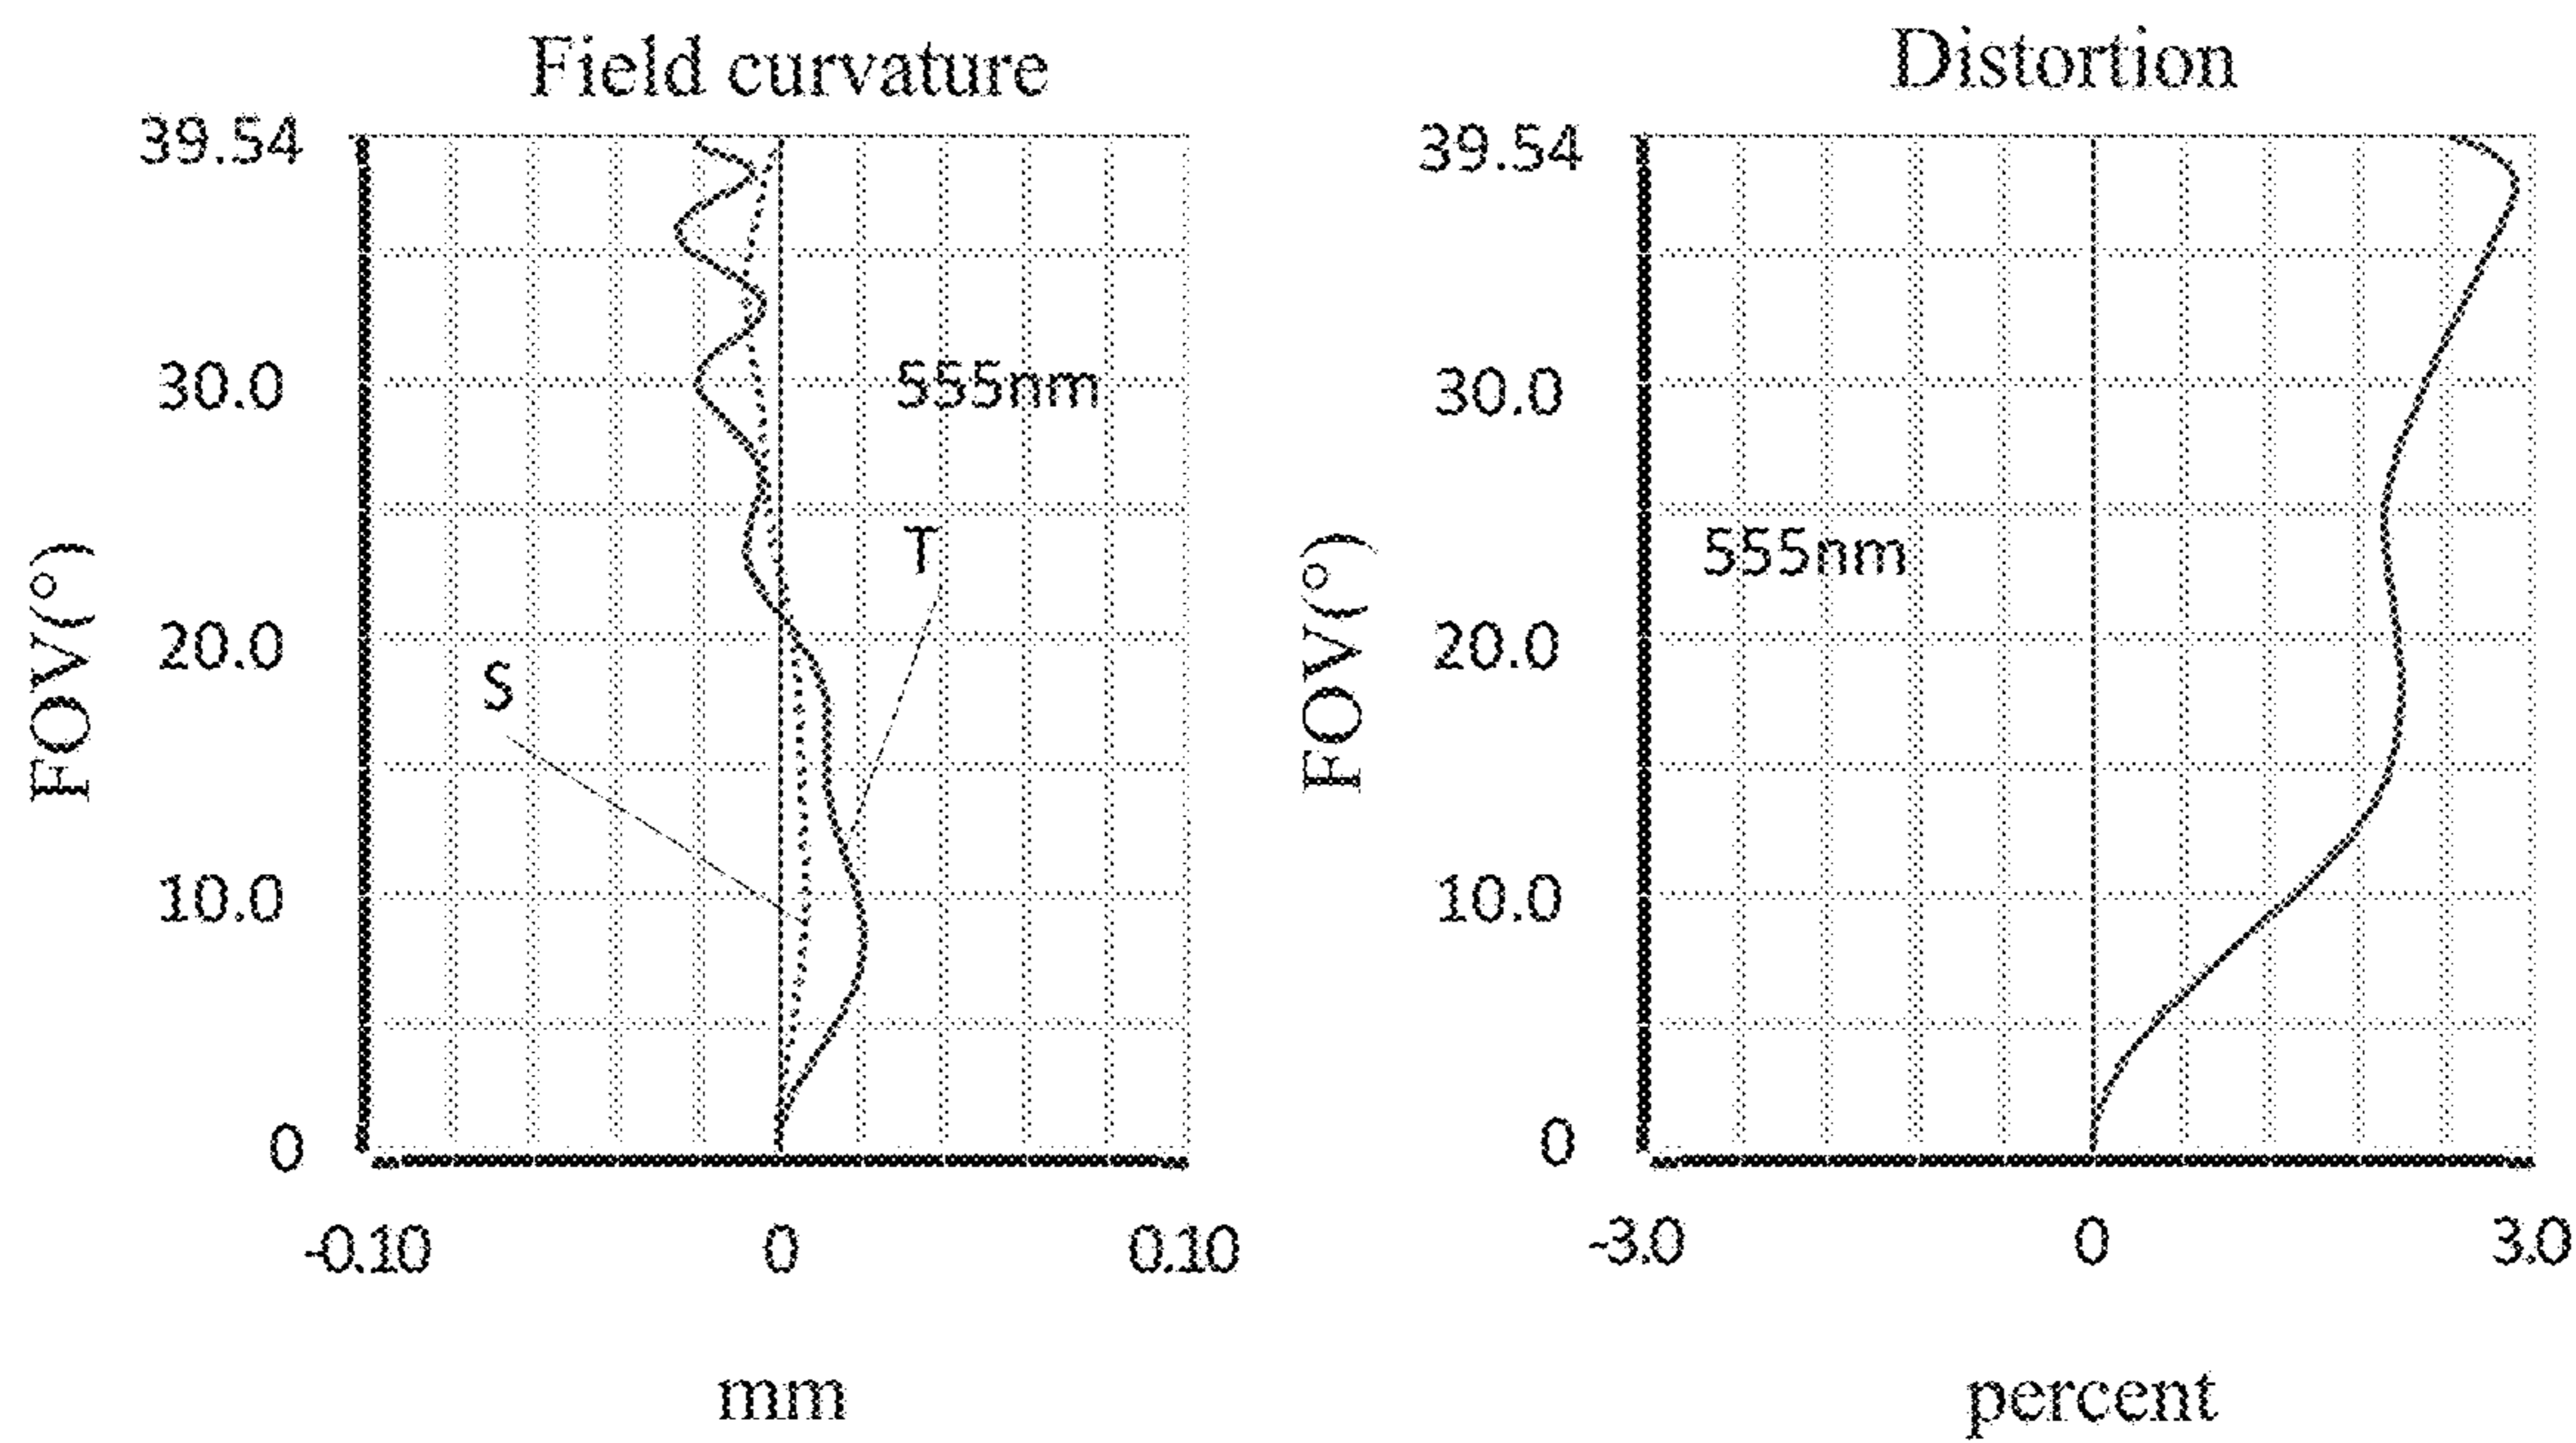 Field curvature
39.54
30.0
20.0
10.0
0
FOV(°)
555nm
T
S
-0.10 0 0.10
mm
Distortion
39.54
30.0
20.0
10.0
0
FOV(°)
555nm
-3.0 0 3.0
percent